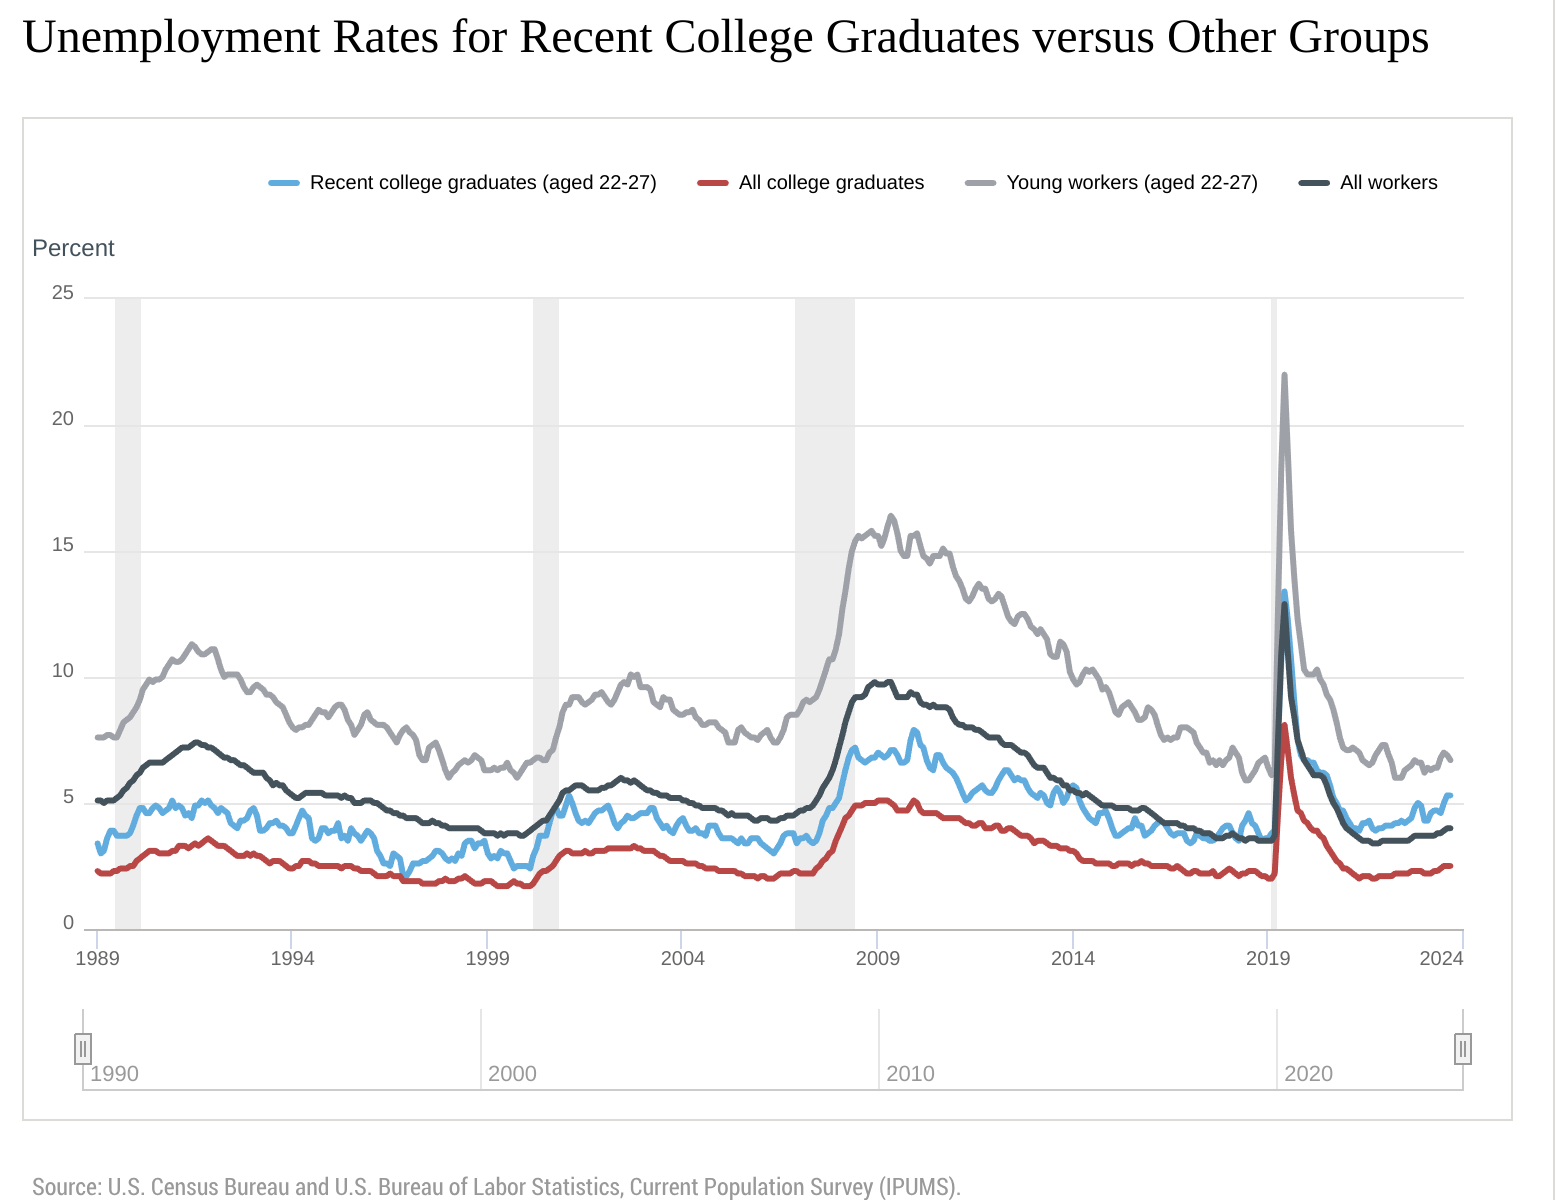 Unemployment Rates for Recent College Graduates versus Other Groups
Recent college graduates (aged 22-27) All college graduates Young workers (aged 22-27) All workers
Percent
25
20
15
10
5
0
1989 1994 1999 2004 2009 2014 2019 2024
1990 2000 2010 2020
Source: U.S. Census Bureau and U.S. Bureau of Labor Statistics, Current Population Survey (IPUMS).